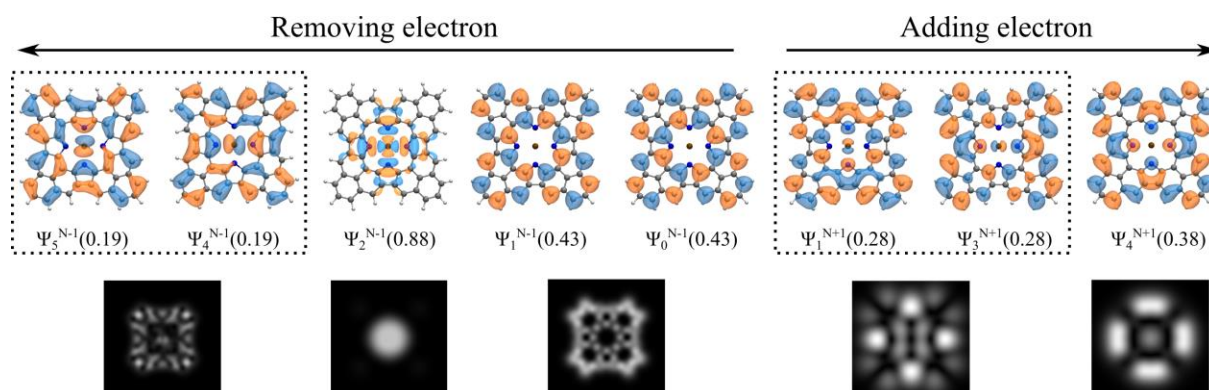 Removing electron Adding electron
Ψ₅ᴺ⁻¹(0.19) Ψ₄ᴺ⁻¹(0.19) Ψ₂ᴺ⁻¹(0.88) Ψ₁ᴺ⁻¹(0.43) Ψ₀ᴺ⁻¹(0.43) Ψ₁ᴺ⁺¹(0.28) Ψ₃ᴺ⁺¹(0.28) Ψ₄ᴺ⁺¹(0.38)